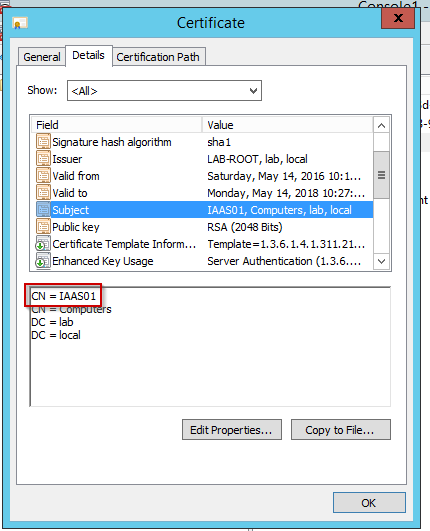 Console1 -
Certificate
x
General Details Certification Path
Show: <All>
Field Value
Signature hash algorithm sha1
Issuer LAB-ROOT, lab, local
Valid from Saturday, May 14, 2016 10:1...
Valid to Monday, May 14, 2018 10:27:...
Subject IAAS01, Computers, lab, local
Public key RSA (2048 Bits)
Certificate Template Inform... Template=1.3.6.1.4.1.311.21...
Enhanced Key Usage Server Authentication (1.3.6....
CN = IAAS01
CN = Computers
DC = lab
DC = local
Edit Properties... Copy to File...
OK